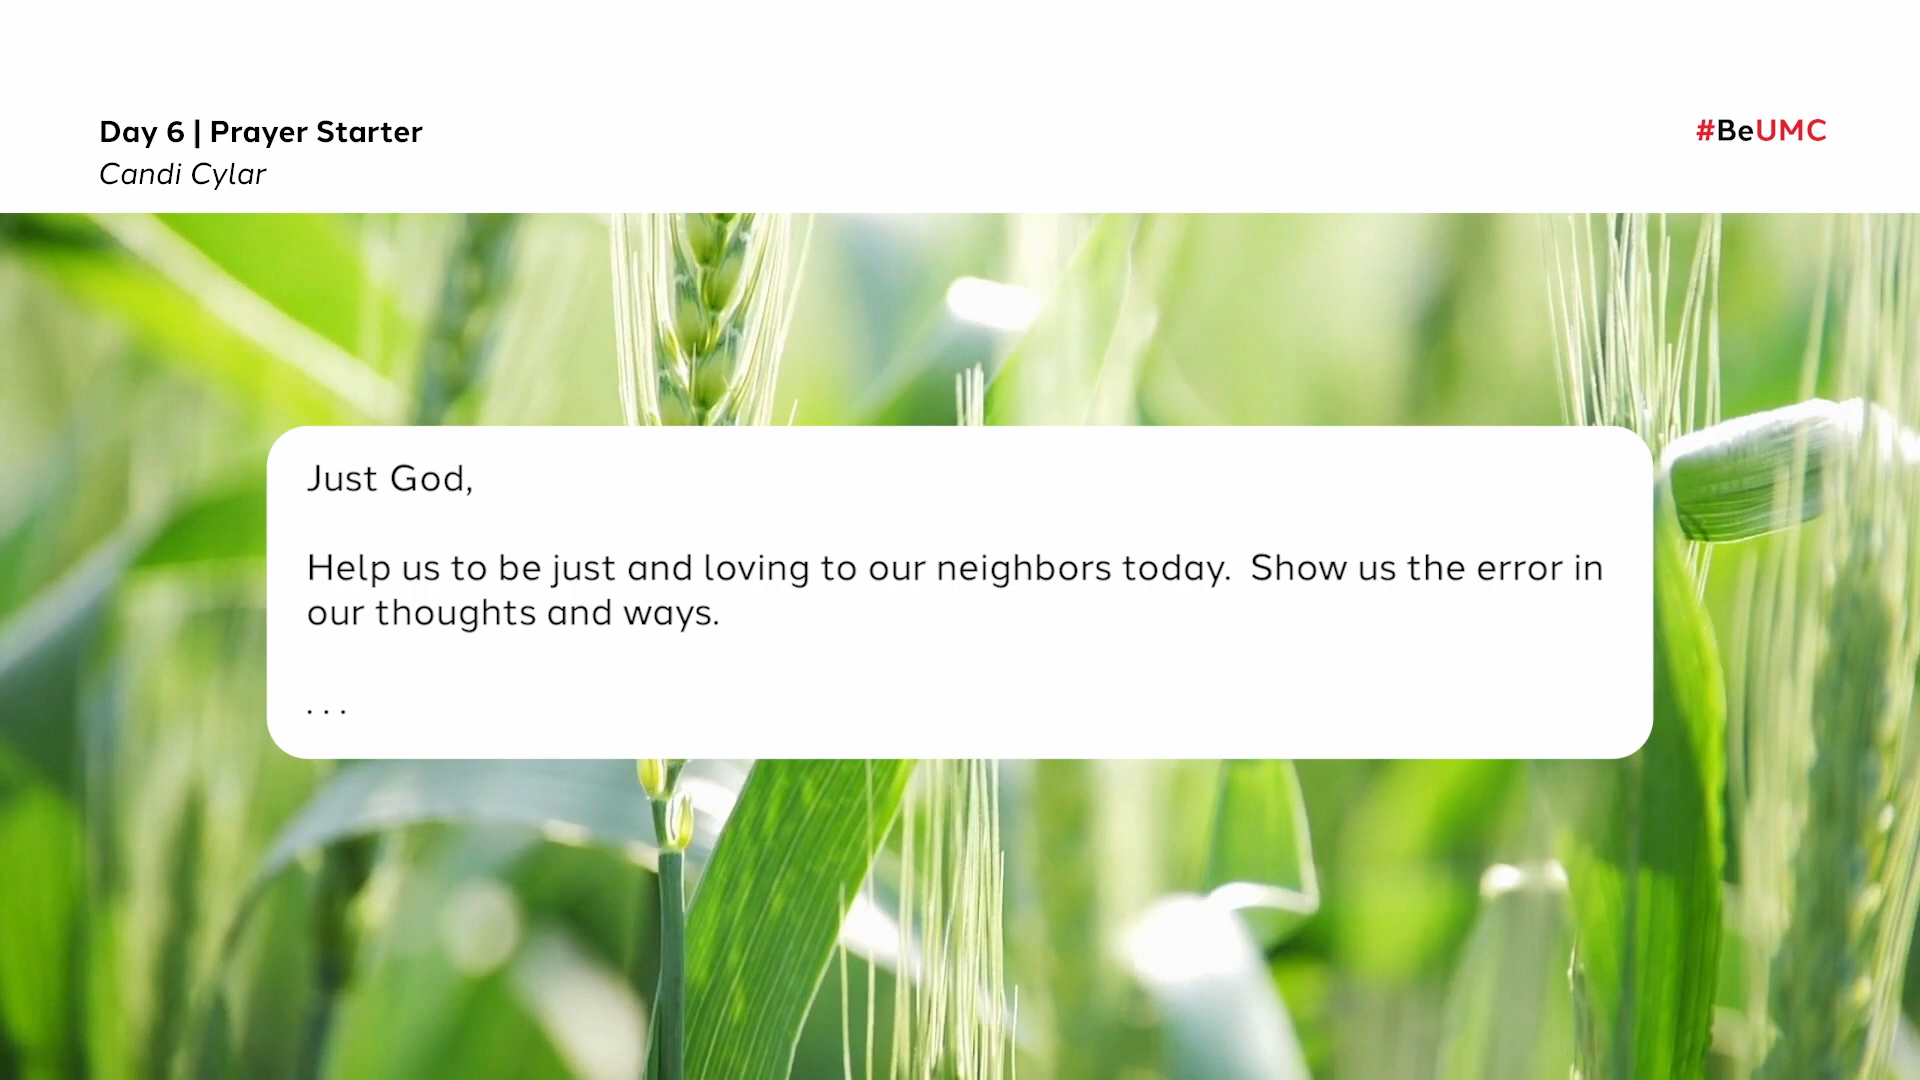 Day 6 | Prayer Starter
Candi Cylar
#BeUMC
Just God,
Help us to be just and loving to our neighbors today.  Show us the error in
our thoughts and ways.
. . .